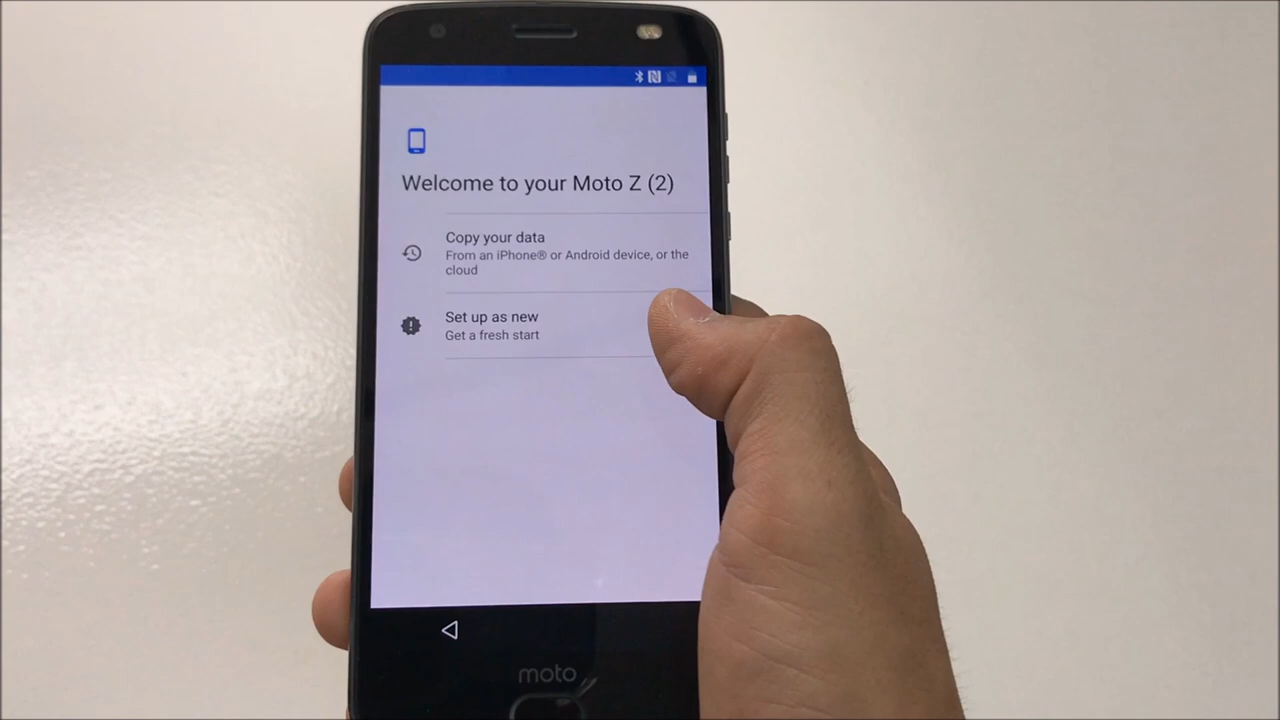 Welcome to your Moto Z (2)
Copy your data
From an iPhone® or Android device, or the
cloud
Set up as new
Get a fresh start
moto